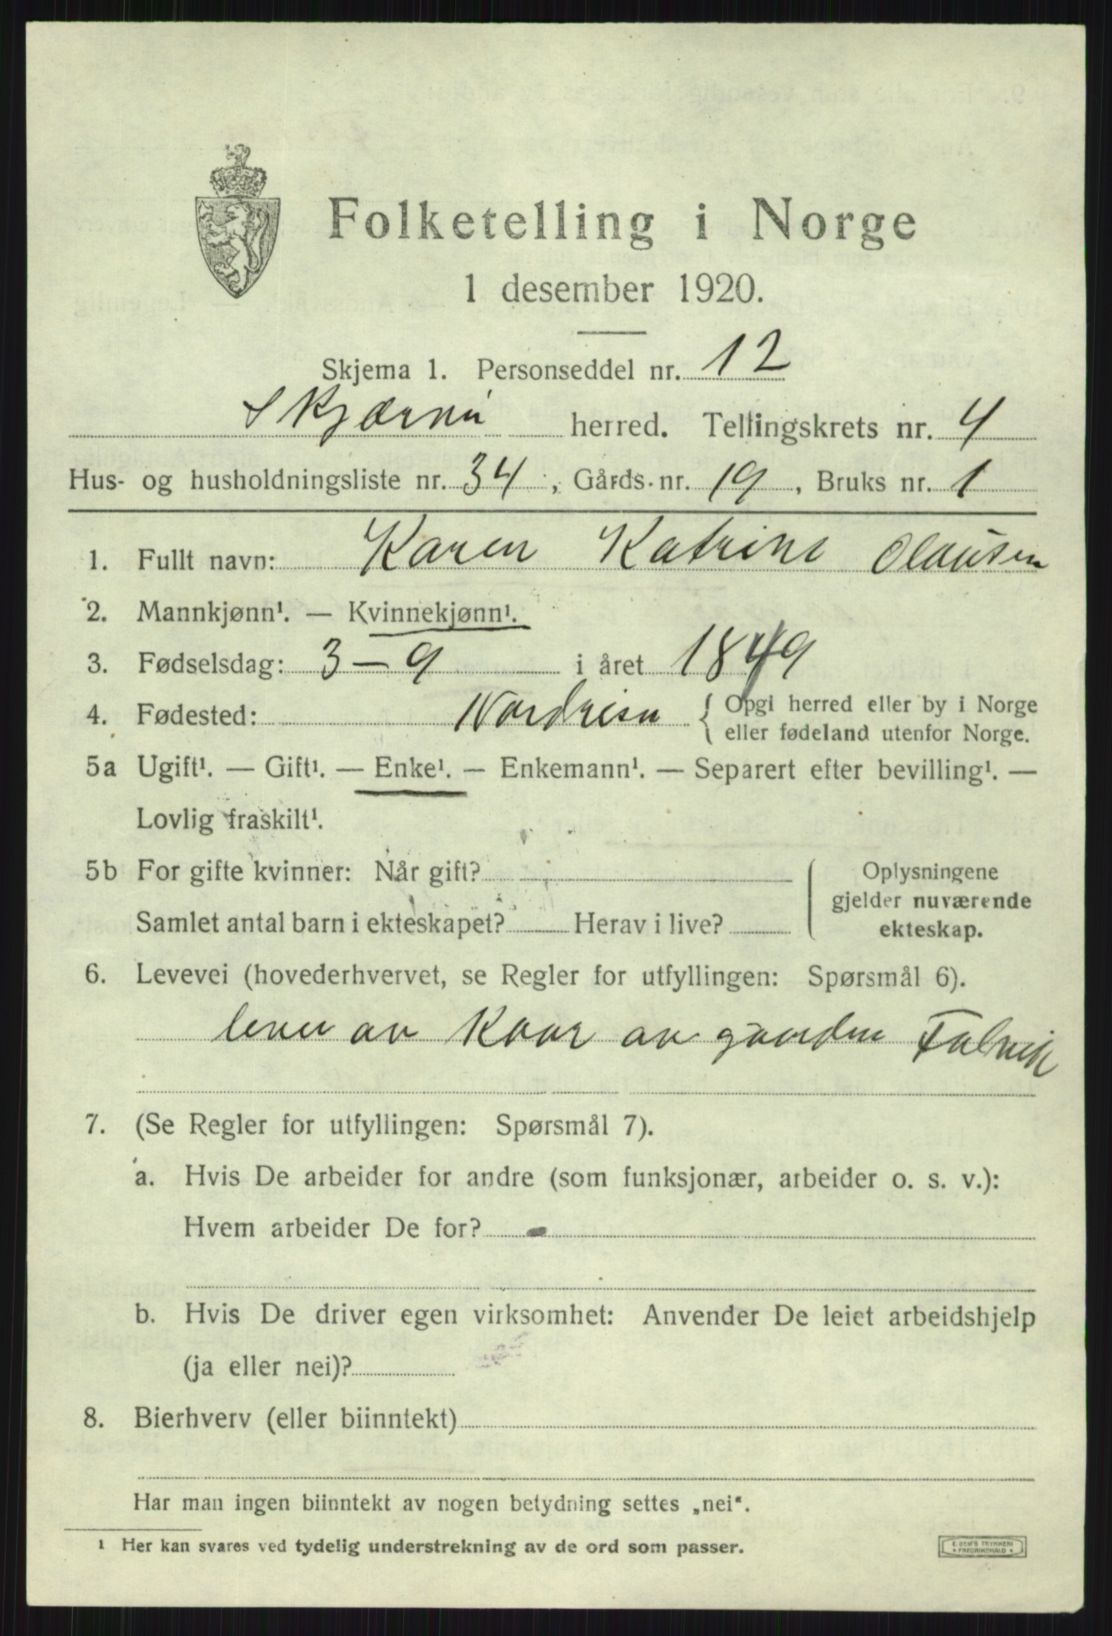 Folketelling i Norge
1 desember 1920.
Skjema 1. Personseddel nr. 12
Skjærvø herred. Tellingskrets nr. 4
Hus- og husholdningsliste nr. 34, Gårds-nr. 19, Bruks nr. 1
1. Fullt navn: Karen Katrine Olausen
2. Mannkjønn¹. — Kvinnekjønn¹.
3. Fødselsdag: 3-9 i året 1849
4. Fødested: Nordreisa { Opgi herred eller by i Norge
eller fødeland utenfor Norge.
5a Ugift¹. — Gift¹. — Enke¹. — Enkemann¹. — Separert efter bevilling¹. —
Lovlig fraskilt¹.
5b For gifte kvinner: Når gift?
Samlet antal barn i ekteskapet? Herav i live?
Oplysningene
gjelder nuværende
ekteskap.
6. Levevei (hovederhvervet, se Regler for utfyllingen: Spørsmål 6).
lever av Kaar av gaarden Falvik
7. (Se Regler for utfyllingen: Spørsmål 7).
a. Hvis De arbeider for andre (som funksjonær, arbeider o. s. v.):
Hvem arbeider De for? -
b. Hvis De driver egen virksomhet: Anvender De leiet arbeidshjelp
(ja eller nei)?
8. Bierhverv (eller biinntekt)
Har man ingen biinntekt av nogen betydning settes „nei“.
¹ Her kan svares ved tydelig understrekning av de ord som passer.